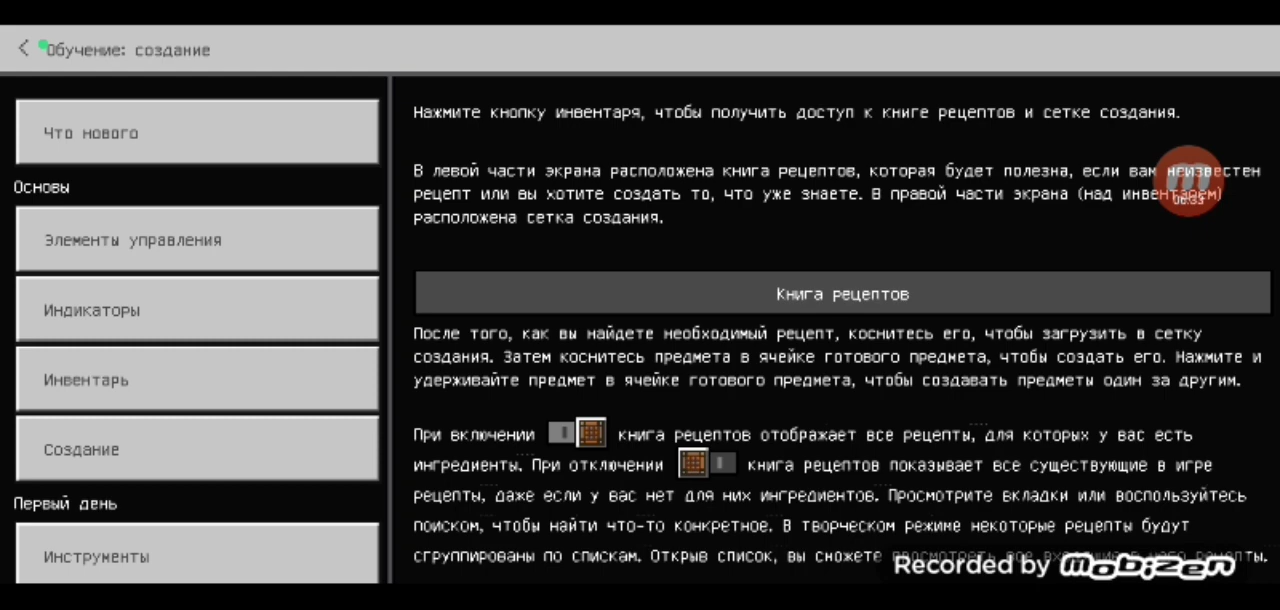 Обучение: создание
Что нового
Основы
Элементы управления
Индикаторы
Инвентарь
Создание
Первый день
Инструменты
Нажмите кнопку инвентаря, чтобы получить доступ к книге рецептов и сетке создания.
В левой части экрана расположена книга рецептов, которая будет полезна, если вам неизвестен
рецепт или вы хотите создать то, что уже знаете. В правой части экрана (над инвентарем)
расположена сетка создания.
06:33
Книга рецептов
После того, как вы найдете необходимый рецепт, коснитесь его, чтобы загрузить в сетку
создания. Затем коснитесь предмета в ячейке готового предмета, чтобы создать его. Нажмите и
удерживайте предмет в ячейке готового предмета, чтобы создавать предметы один за другим.
При включении книга рецептов отображает все рецепты, для которых у вас есть
ингредиенты. При отключении книга рецептов показывает все существующие в игре
рецепты, даже если у вас нет для них ингредиентов. Просмотрите вкладки или воспользуйтесь
поиском, чтобы найти что-то конкретное. В творческом режиме некоторые рецепты будут
сгруппированы по спискам. Открыв список, вы сможете просмотреть все входящие в него рецепты.
Recorded by mobizen